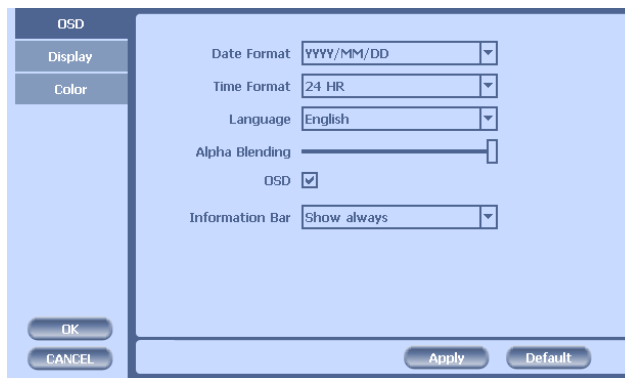 OSD
Display
Color
Date Format YYYY/MM/DD
Time Format 24 HR
Language English
Alpha Blending
OSD
Information Bar Show always
OK
CANCEL
Apply Default